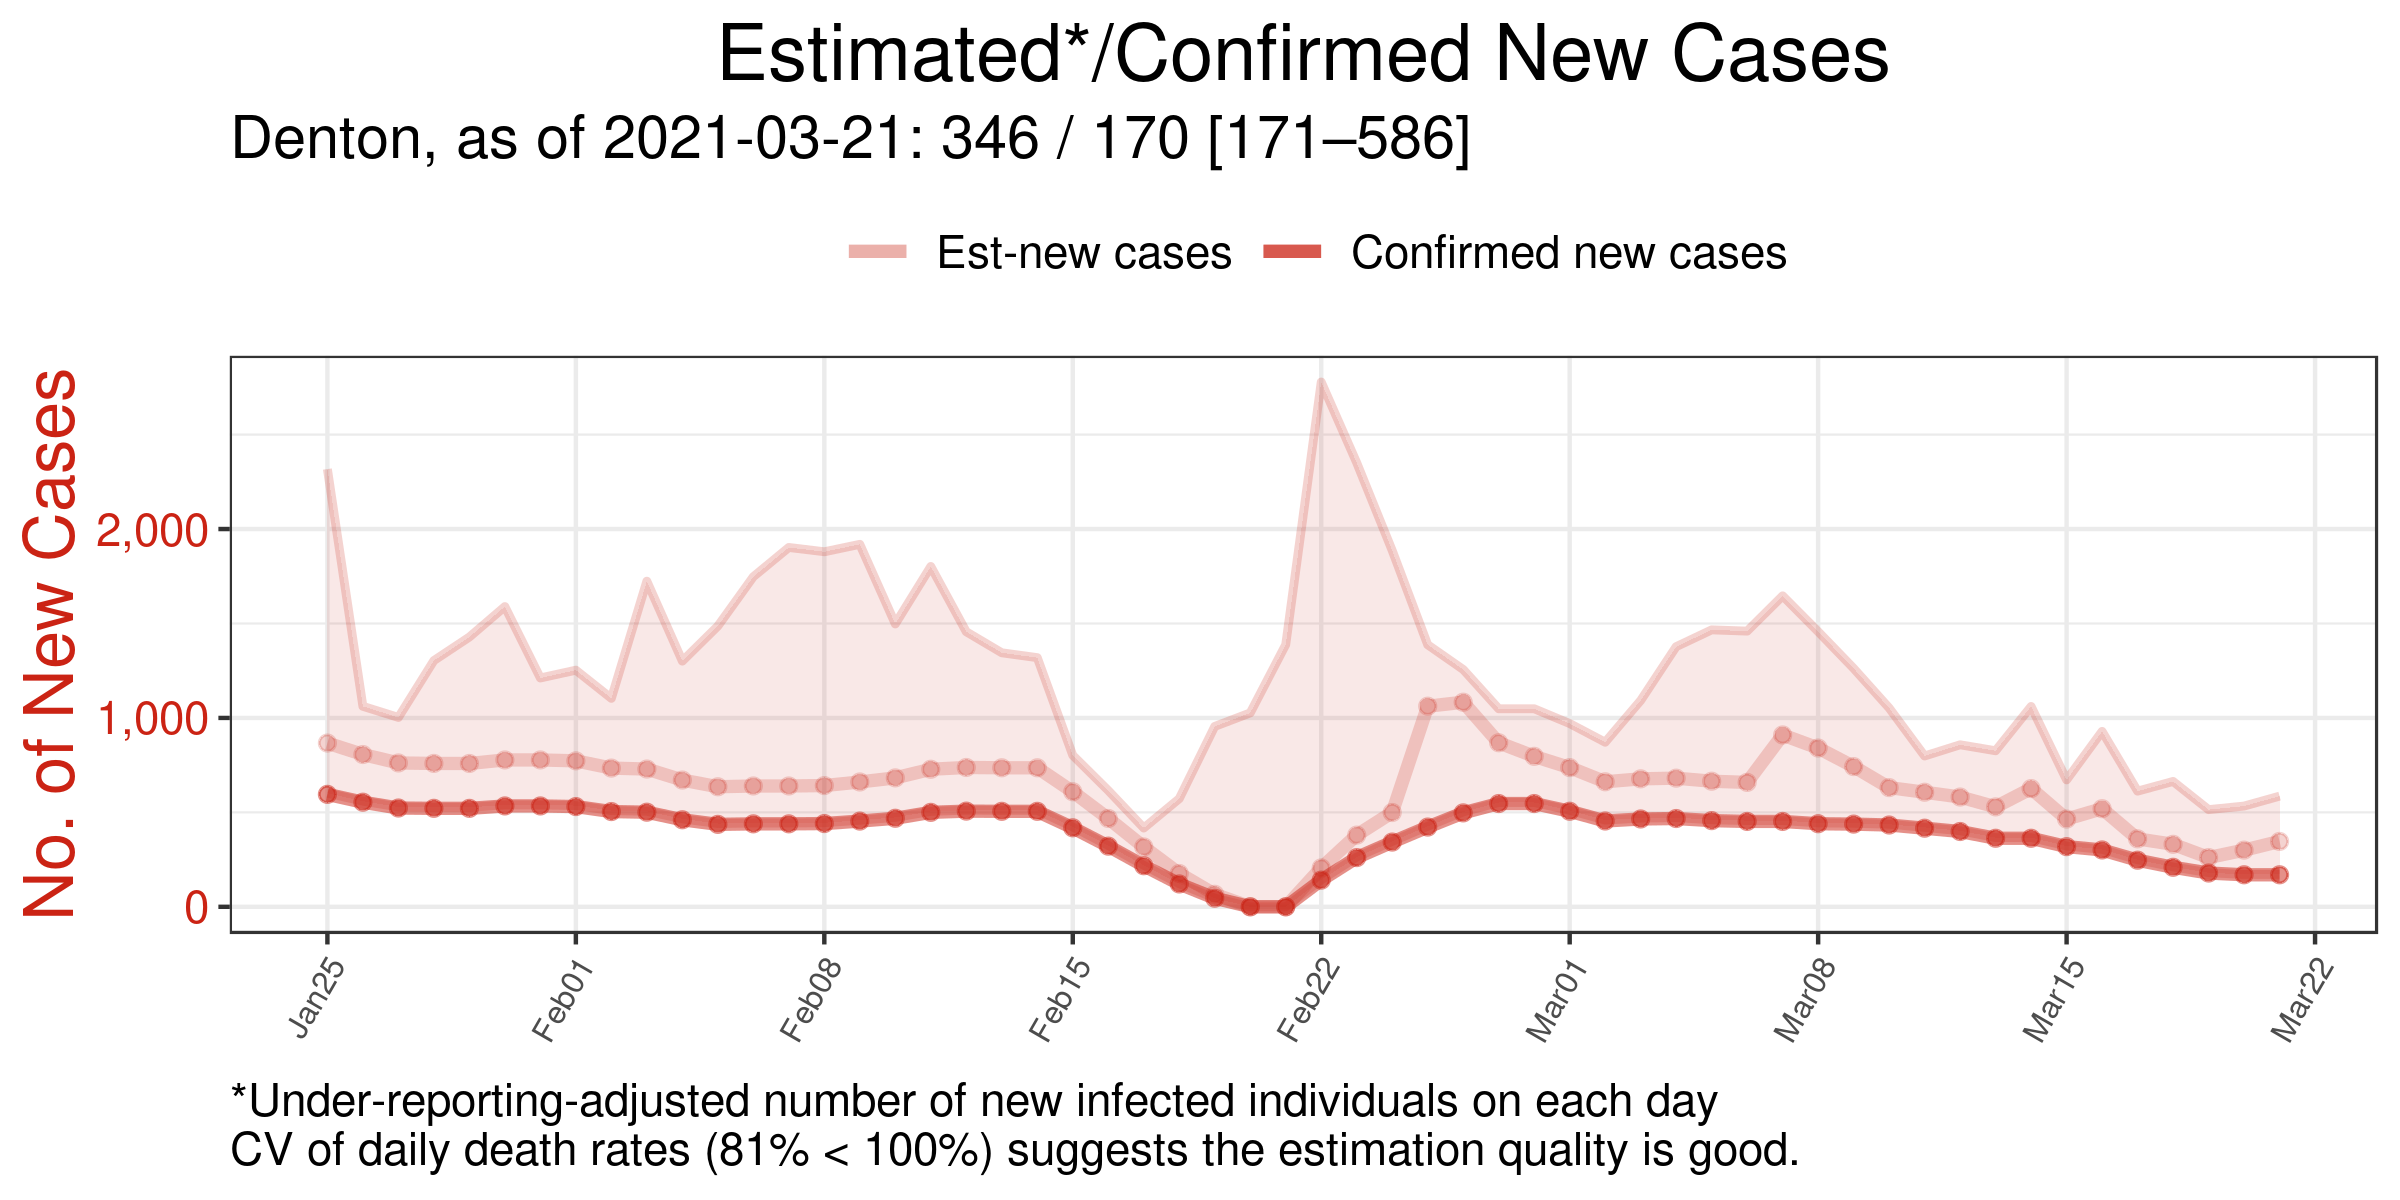 Estimated*/Confirmed New Cases
Denton, as of 2021-03-21: 346 / 170 [171–586]
Est-new cases
Confirmed new cases
No. of New Cases
2,000
1,000
0
Jan25
Feb01
Feb08
Feb15
Feb22
Mar01
Mar08
Mar15
Mar22
*Under-reporting-adjusted number of new infected individuals on each day
CV of daily death rates (81% < 100%) suggests the estimation quality is good.